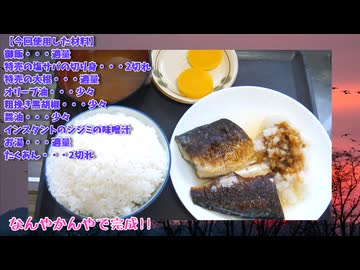 【今回使用した材料】
御飯・・・適量
特売の塩サバの切り身・・・2切れ
特売の大根・・・適量
オリーブ油・・・少々
粗挽き黒胡椒・・・少々
醤油・・・少々
インスタントのシジミの味噌汁
お湯・・・適量
たくあん・・・2切れ
なんやかんやで完成!!